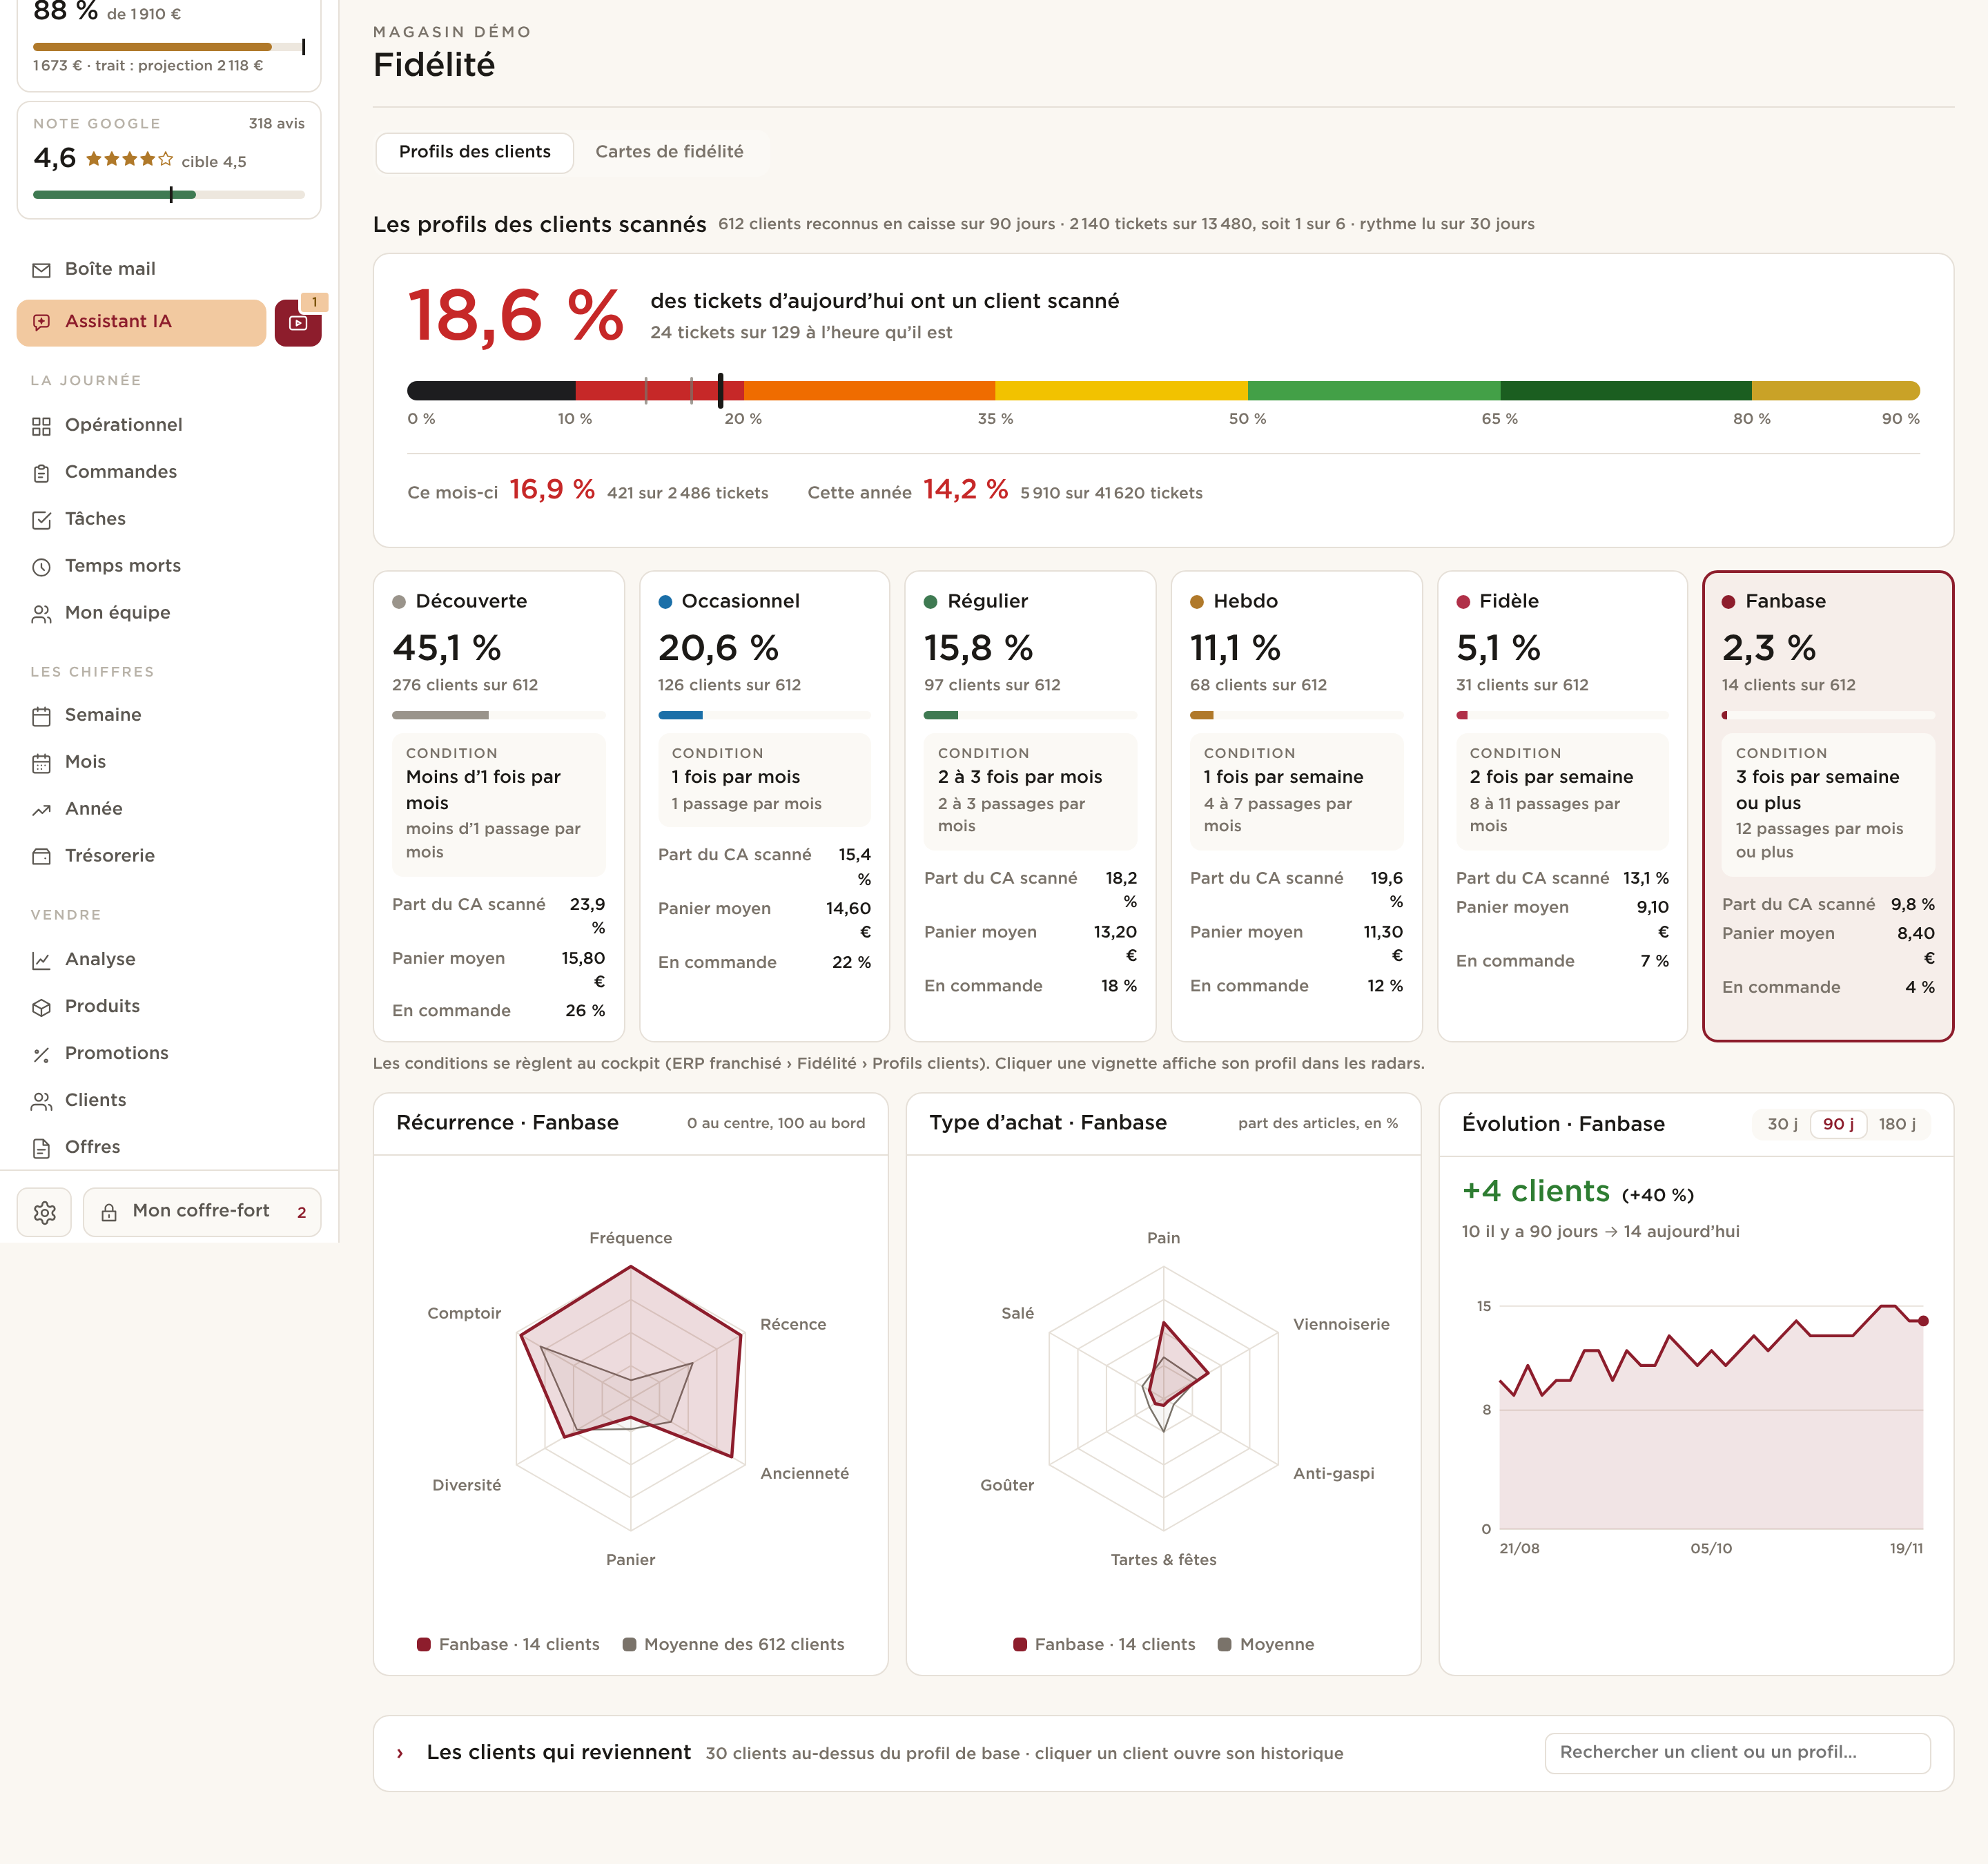 88 % de 1 910 €
1 673 € · trait : projection 2 118 €
NOTE GOOGLE 318 avis
4,6 cible 4,5
Boîte mail
Assistant IA 1
LA JOURNÉE
Opérationnel
Commandes
Tâches
Temps morts
Mon équipe
LES CHIFFRES
Semaine
Mois
Année
Trésorerie
VENDRE
Analyse
Produits
Promotions
Clients
Offres
Mon coffre-fort 2
MAGASIN DÉMO
Fidélité
Profils des clients Cartes de fidélité
Les profils des clients scannés 612 clients reconnus en caisse sur 90 jours · 2 140 tickets sur 13 480, soit 1 sur 6 · rythme lu sur 30 jours
18,6 % des tickets d’aujourd’hui ont un client scanné
24 tickets sur 129 à l’heure qu’il est
0 % 10 % 20 % 35 % 50 % 65 % 80 % 90 %
Ce mois-ci 16,9 % 421 sur 2 486 tickets Cette année 14,2 % 5 910 sur 41 620 tickets
Découverte
45,1 %
276 clients sur 612
CONDITION
Moins d’1 fois par
mois
moins d’1 passage par
mois
Part du CA scanné 23,9
%
Panier moyen 15,80
€
En commande 26 %
Occasionnel
20,6 %
126 clients sur 612
CONDITION
1 fois par mois
1 passage par mois
Part du CA scanné 15,4
%
Panier moyen 14,60
€
En commande 22 %
Régulier
15,8 %
97 clients sur 612
CONDITION
2 à 3 fois par mois
2 à 3 passages par
mois
Part du CA scanné 18,2
%
Panier moyen 13,20
€
En commande 18 %
Hebdo
11,1 %
68 clients sur 612
CONDITION
1 fois par semaine
4 à 7 passages par
mois
Part du CA scanné 19,6
%
Panier moyen 11,30
€
En commande 12 %
Fidèle
5,1 %
31 clients sur 612
CONDITION
2 fois par semaine
8 à 11 passages par
mois
Part du CA scanné 13,1 %
Panier moyen 9,10
€
En commande 7 %
Fanbase
2,3 %
14 clients sur 612
CONDITION
3 fois par semaine
ou plus
12 passages par mois
ou plus
Part du CA scanné 9,8 %
Panier moyen 8,40
€
En commande 4 %
Les conditions se règlent au cockpit (ERP franchisé › Fidélité › Profils clients). Cliquer une vignette affiche son profil dans les radars.
Récurrence · Fanbase 0 au centre, 100 au bord
Fréquence
Comptoir
Récence
Diversité
Ancienneté
Panier
Fanbase · 14 clients Moyenne des 612 clients
Type d’achat · Fanbase part des articles, en %
Pain
Salé
Viennoiserie
Goûter
Anti-gaspi
Tartes & fêtes
Fanbase · 14 clients Moyenne
Évolution · Fanbase 30 j 90 j 180 j
+4 clients (+40 %)
10 il y a 90 jours → 14 aujourd’hui
15
8
0
21/08 05/10 19/11
› Les clients qui reviennent 30 clients au-dessus du profil de base · cliquer un client ouvre son historique Rechercher un client ou un profil…